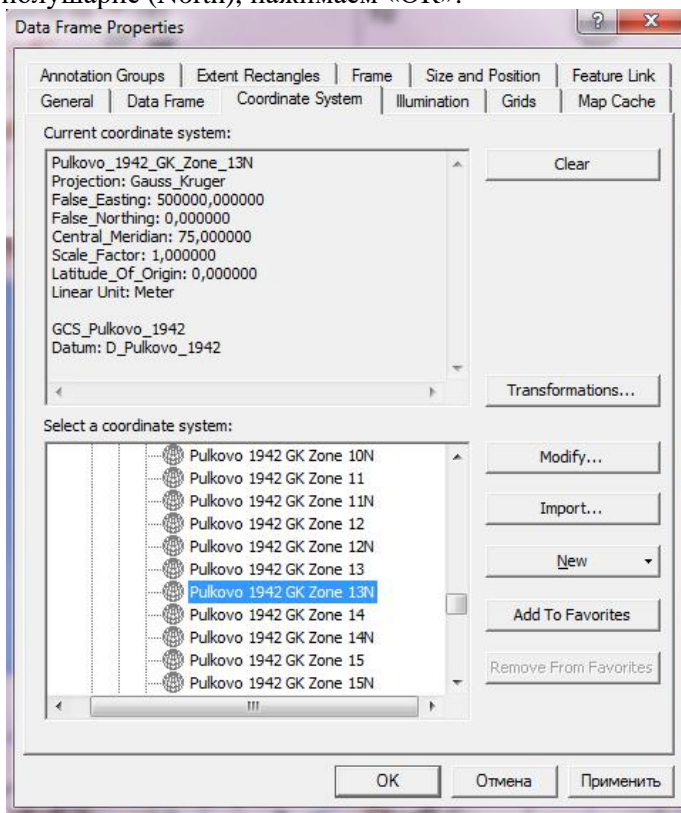 полушарие (North), нажимаем «OK».
Data Frame Properties
Annotation Groups Extent Rectangles Frame Size and Position Feature Link
General Data Frame Coordinate System Illumination Grids Map Cache
Current coordinate system:
Pulkovo_1942_GK_Zone_13N
Projection: Gauss_Kruger
False_Easting: 500000,000000
False_Northing: 0,000000
Central_Meridian: 75,000000
Scale_Factor: 1,000000
Latitude_Of_Origin: 0,000000
Linear Unit: Meter
GCS_Pulkovo_1942
Datum: D_Pulkovo_1942
Clear
Transformations...
Select a coordinate system:
Pulkovo 1942 GK Zone 10N
Pulkovo 1942 GK Zone 11
Pulkovo 1942 GK Zone 11N
Pulkovo 1942 GK Zone 12
Pulkovo 1942 GK Zone 12N
Pulkovo 1942 GK Zone 13
Pulkovo 1942 GK Zone 13N
Pulkovo 1942 GK Zone 14
Pulkovo 1942 GK Zone 14N
Pulkovo 1942 GK Zone 15
Pulkovo 1942 GK Zone 15N
Modify...
Import...
New
Add To Favorites
Remove From Favorites
OK Отмена Применить